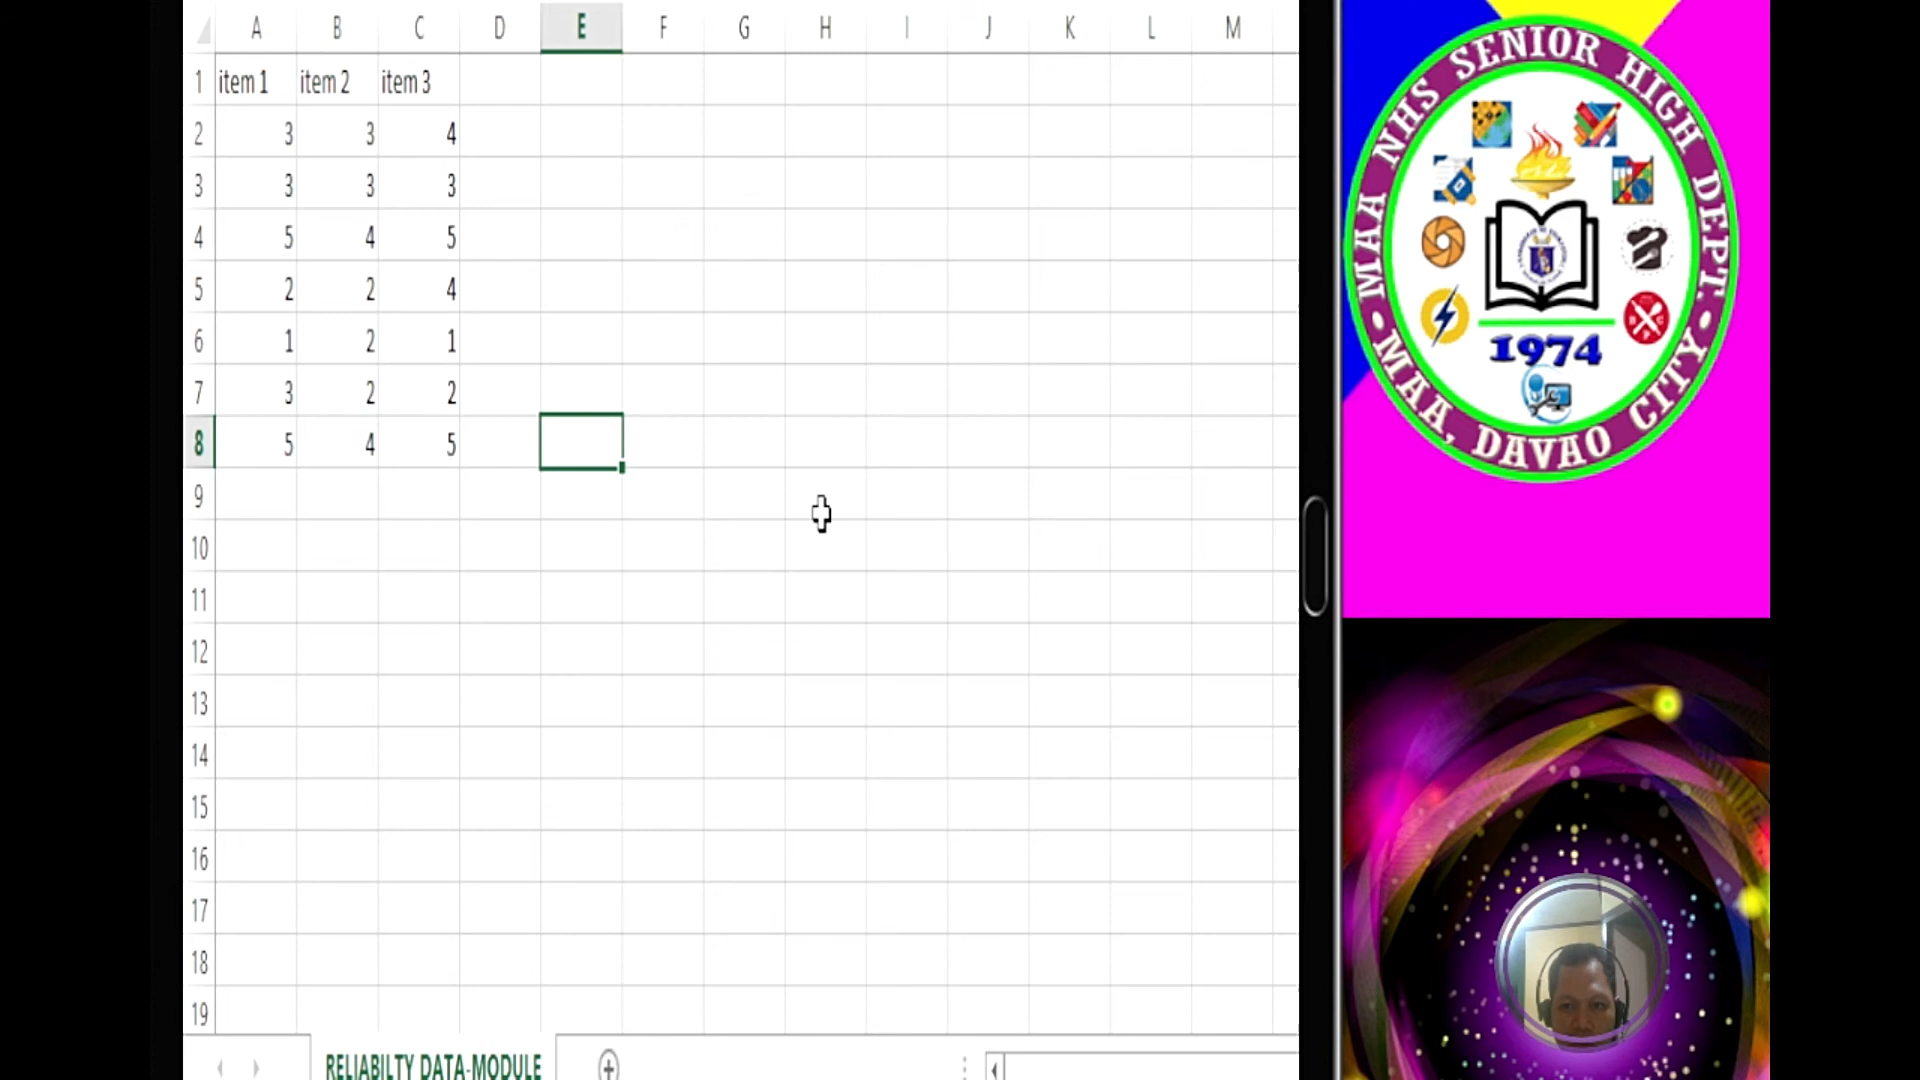 A B C D E F G H I J K L M
1 item 1 item 2 item 3
2 3 3 4
3 3 3 3
4 5 4 5
5 2 2 4
6 1 2 1
7 3 2 2
8 5 4 5
9
10
11
12
13
14
15
16
17
18
19
RELIABILTY DATA-MODULE
MAA NHS SENIOR HIGH DEPT.
1974
MAA, DAVAO CITY